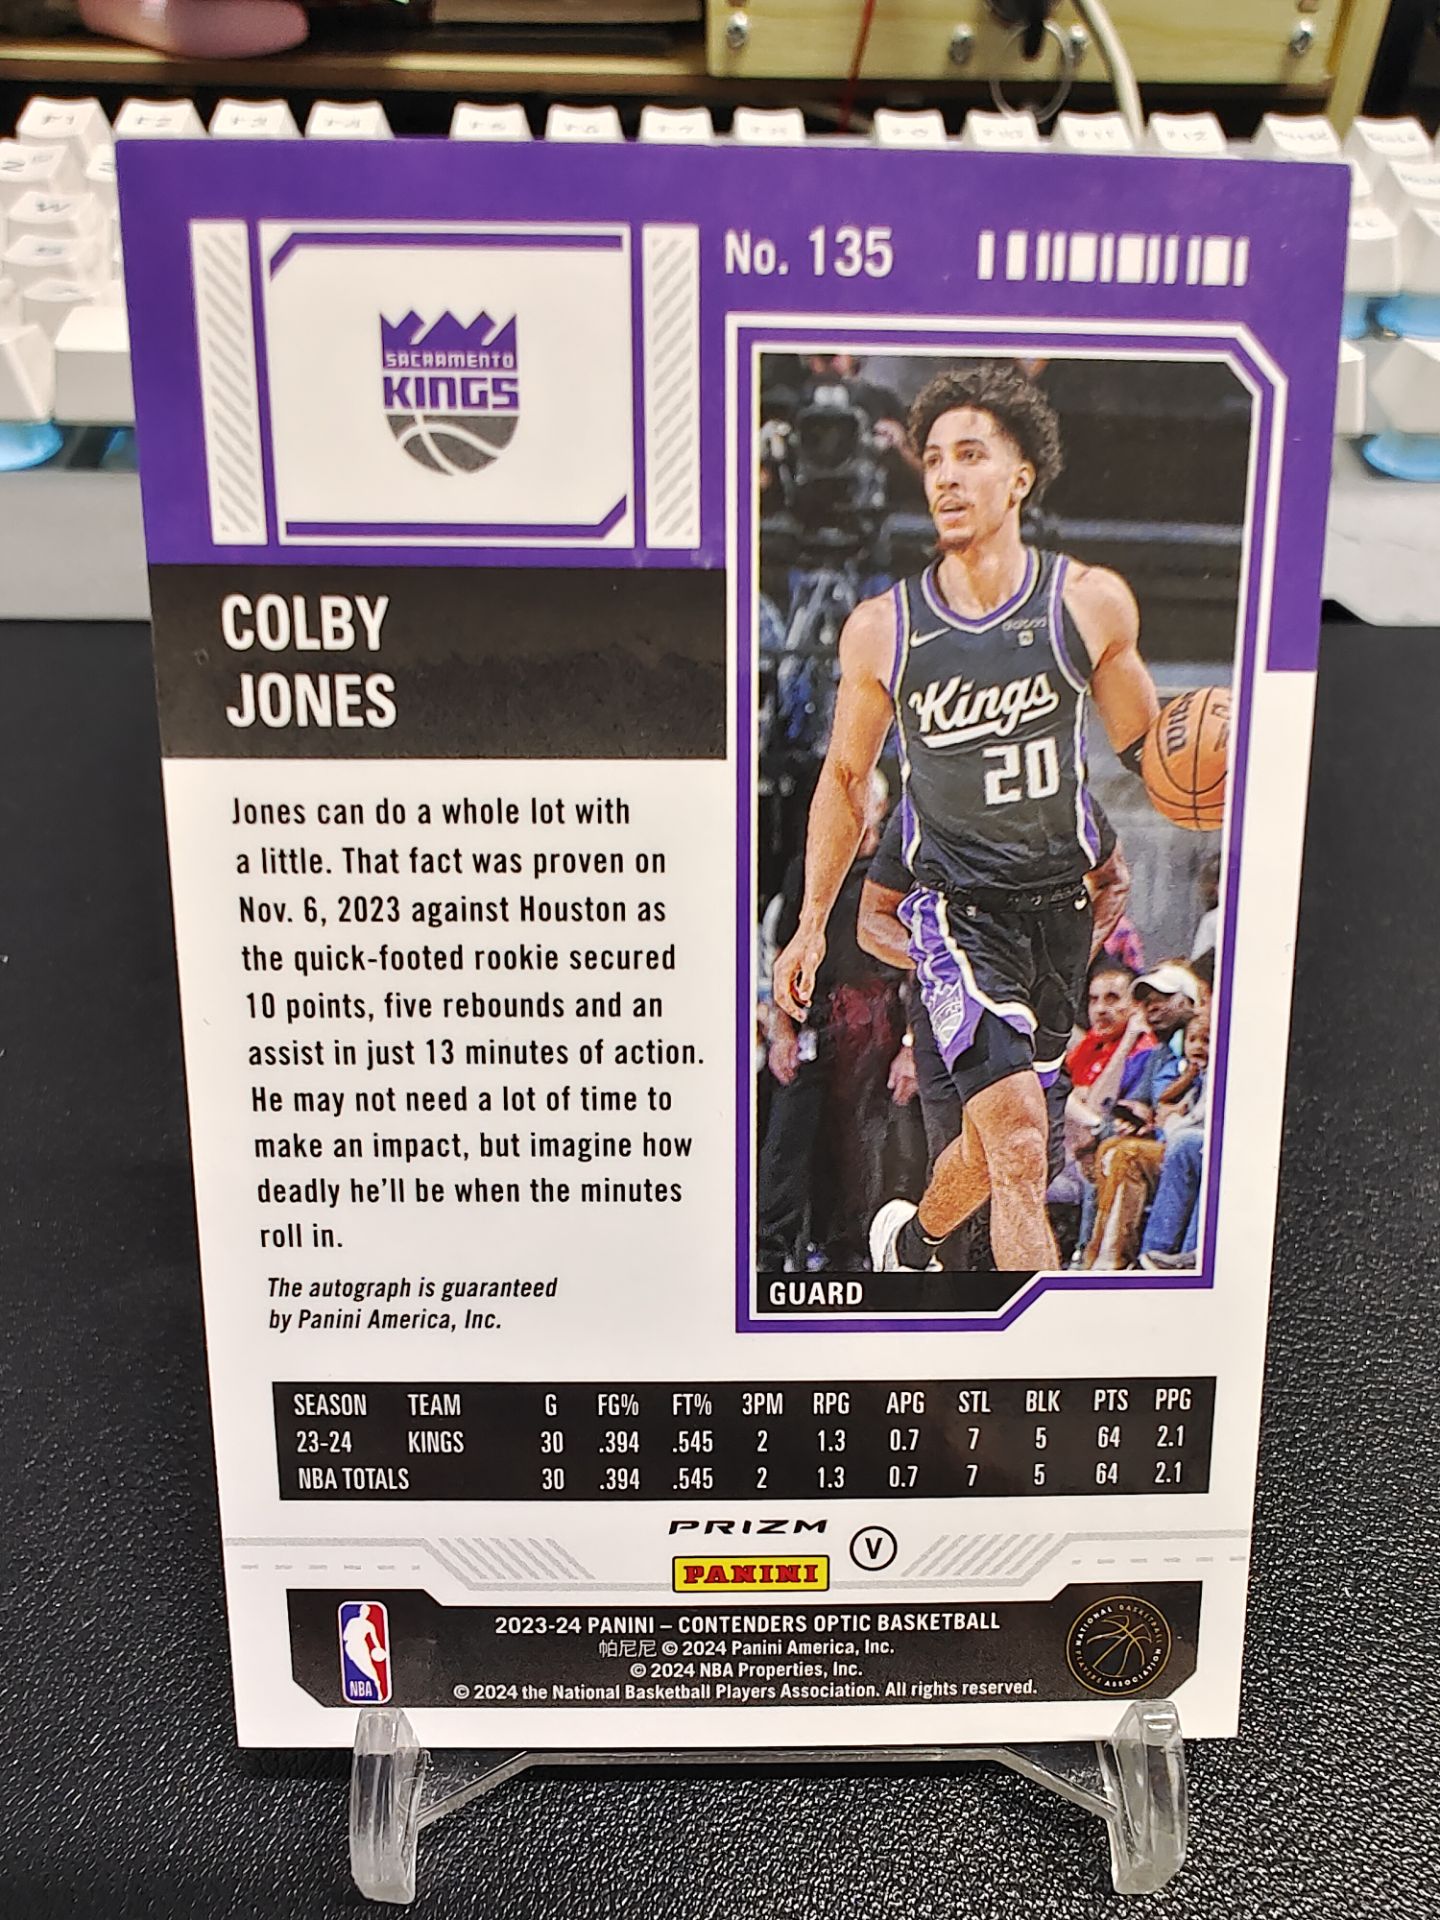 No. 135
SACRAMENTO
KINGS
COLBY
JONES
Jones can do a whole lot with
a little. That fact was proven on
Nov. 6, 2023 against Houston as
the quick-footed rookie secured
10 points, five rebounds and an
assist in just 13 minutes of action.
He may not need a lot of time to
make an impact, but imagine how
deadly he'll be when the minutes
roll in.
The autograph is guaranteed
by Panini America, Inc.
Kings
20
GUARD
SEASON TEAM G FG% FT% 3PM RPG APG STL BLK PTS PPG
23-24 KINGS 30 .394 .545 2 1.3 0.7 7 5 64 2.1
NBA TOTALS 30 .394 .545 2 1.3 0.7 7 5 64 2.1
PRIZM
PANINI
V
NBA
2023-24 PANINI – CONTENDERS OPTIC BASKETBALL
帕尼尼 © 2024 Panini America, Inc.
© 2024 NBA Properties, Inc.
© 2024 the National Basketball Players Association. All rights reserved.
NATIONAL BASKETBALL PLAYERS ASSOCIATION